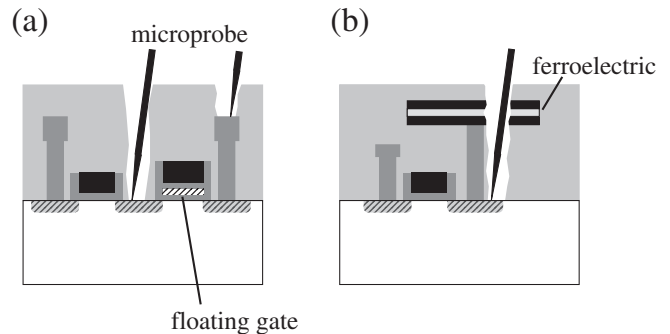 (a)
microprobe
(b)
ferroelectric
floating gate